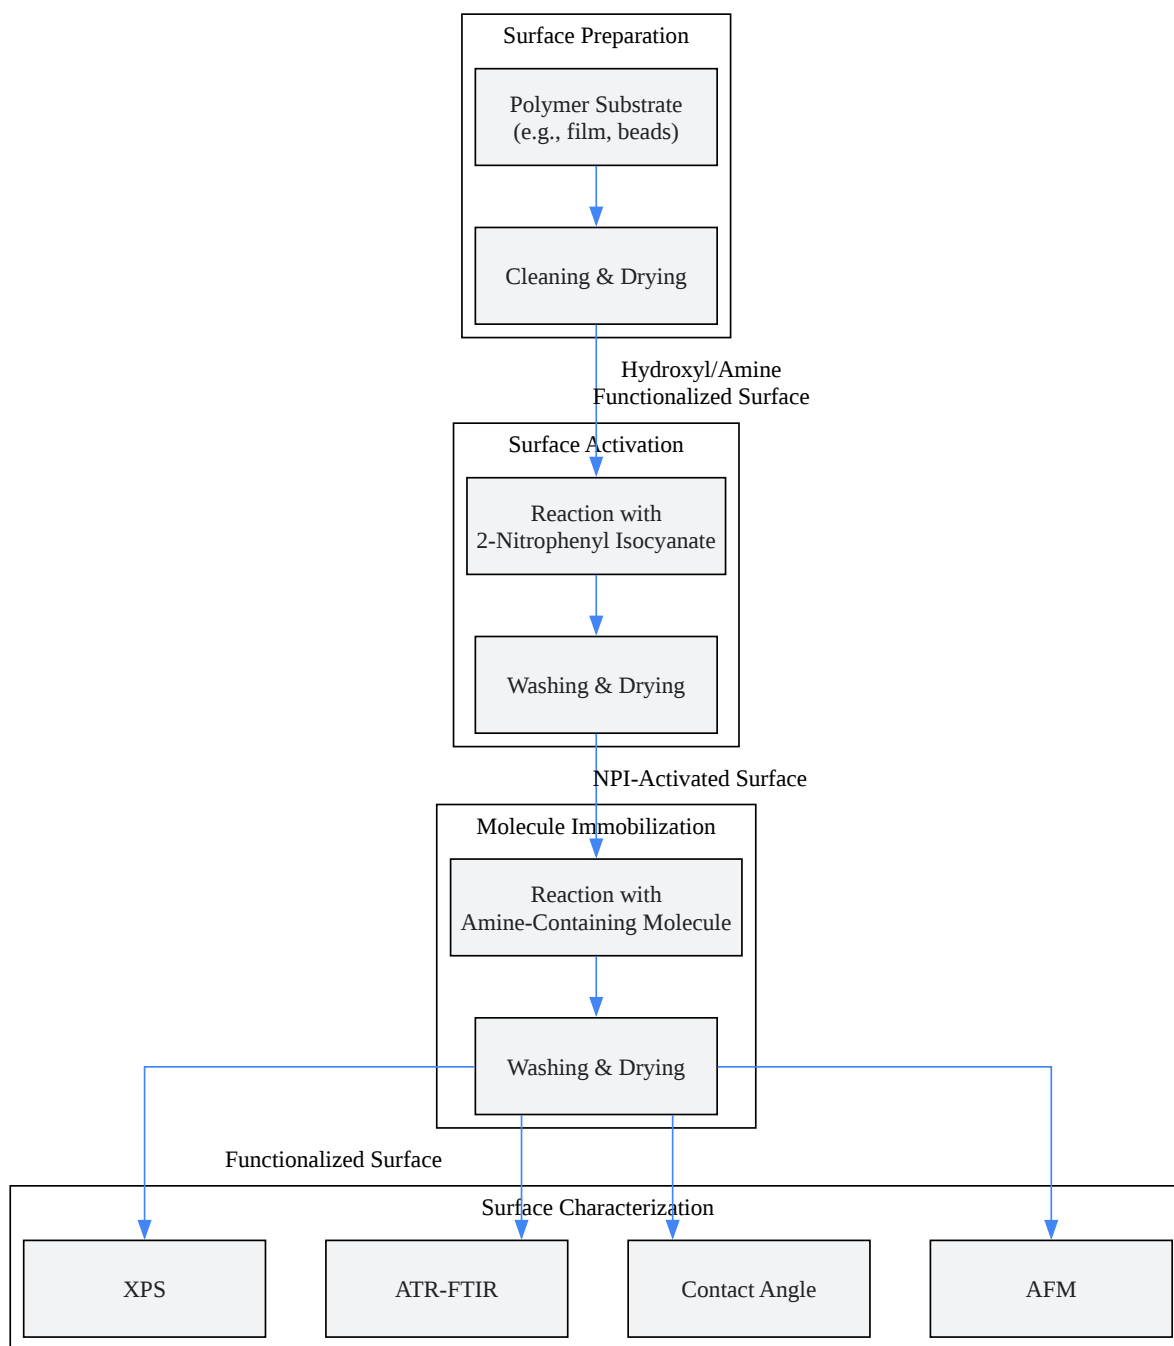 Surface Preparation
Polymer Substrate
(e.g., film, beads)
Cleaning & Drying
Hydroxyl/Amine
Functionalized Surface
Surface Activation
Reaction with
2-Nitrophenyl Isocyanate
Washing & Drying
NPI-Activated Surface
Molecule Immobilization
Reaction with
Amine-Containing Molecule
Washing & Drying
Functionalized Surface
Surface Characterization
XPS
ATR-FTIR
Contact Angle
AFM